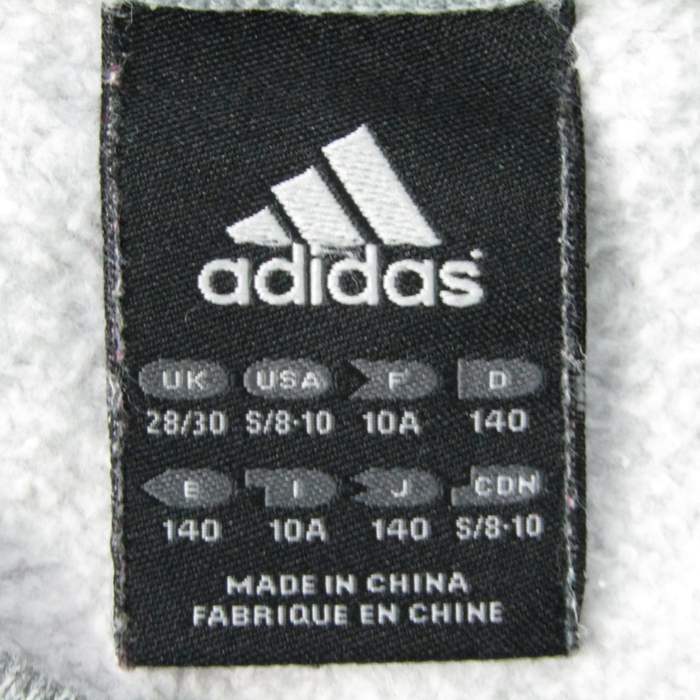 adidas
UK USA F D
28/30 S/8-10 10A 140
E I J CDN
140 10A 140 S/8-10
MADE IN CHINA
FABRIQUE EN CHINE